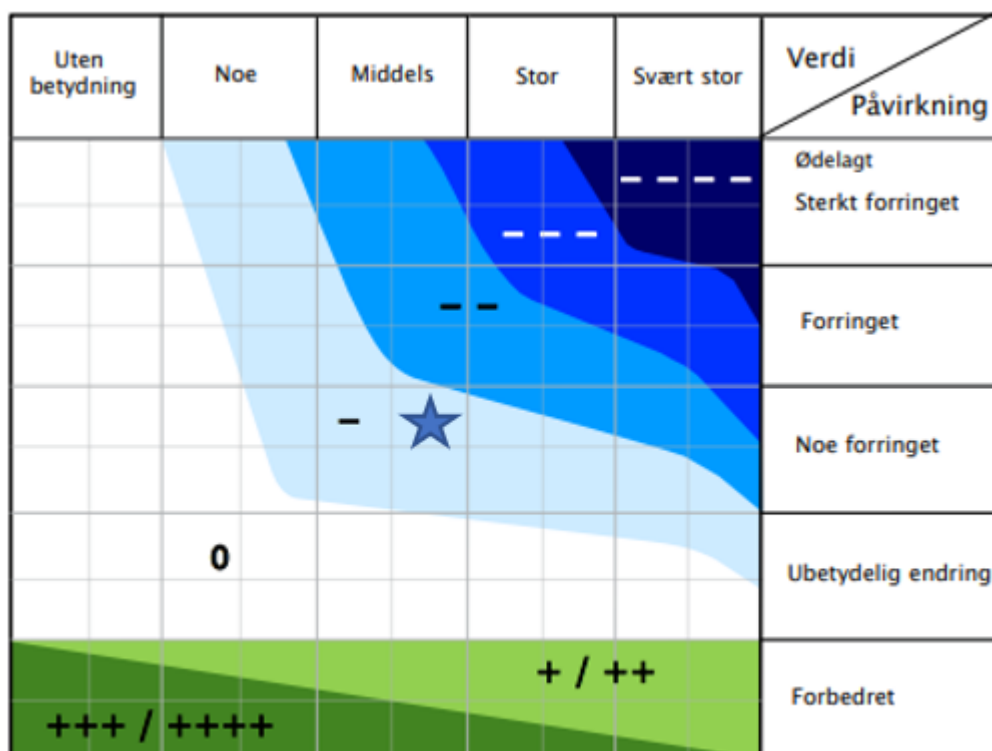 Uten
betydning
Noe
Middels
Stor
Svært stor
Verdi
Påvirkning
Ødelagt
Sterkt forringet
– – – –
– – –
– –
Forringet
–
Noe forringet
0
Ubetydelig endring
+ / ++
Forbedret
+++ / ++++